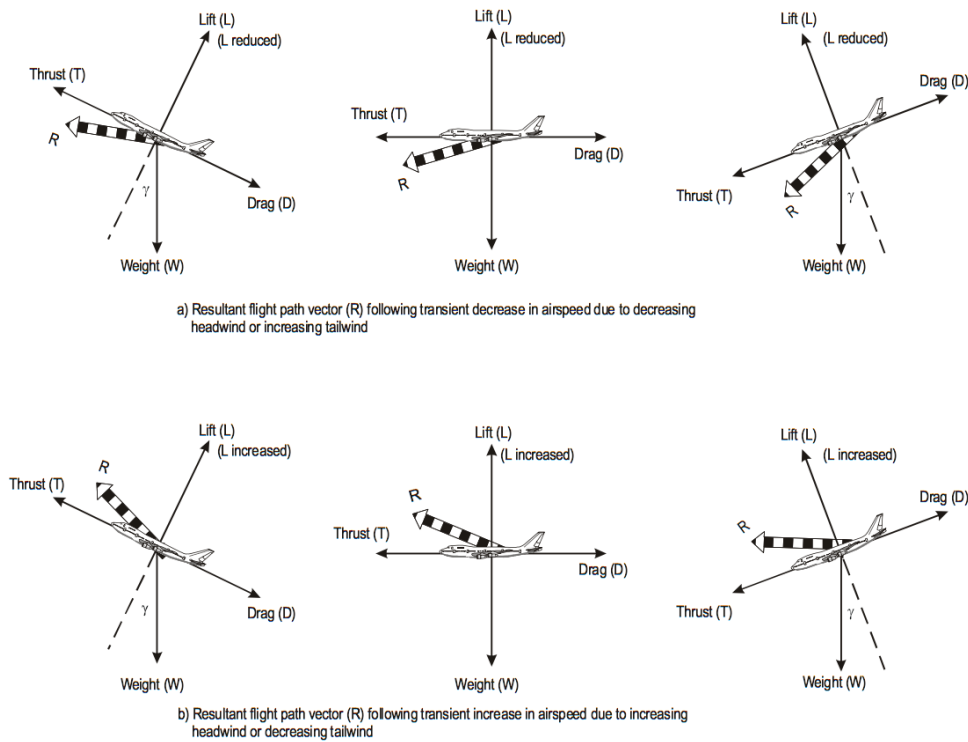 Lift (L)
(L reduced)
Thrust (T)
R
γ
Drag (D)
Weight (W)
Lift (L)
(L reduced)
Thrust (T)
R
Drag (D)
Weight (W)
Lift (L)
(L reduced)
Drag (D)
Thrust (T)
R
γ
Weight (W)
a) Resultant flight path vector (R) following transient decrease in airspeed due to decreasing
headwind or increasing tailwind
Lift (L)
(L increased)
R
Thrust (T)
γ
Drag (D)
Weight (W)
Lift (L)
(L increased)
R
Thrust (T)
Drag (D)
Weight (W)
Lift (L)
(L increased)
Drag (D)
R
Thrust (T)
γ
Weight (W)
b) Resultant flight path vector (R) following transient increase in airspeed due to increasing
headwind or decreasing tailwind